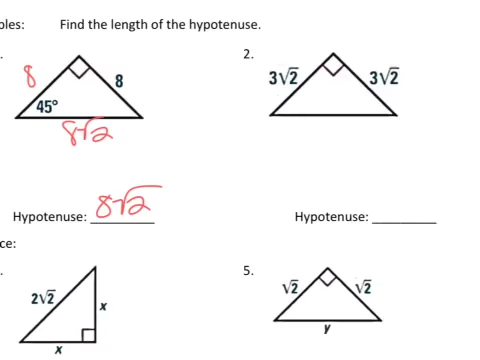 ples: Find the length of the hypotenuse.
. 2.
8 8 3√2 3√2
45°
8√2
Hypotenuse: 8√2 Hypotenuse: ________
ce:
. 5.
2√2 x √2 √2
x y